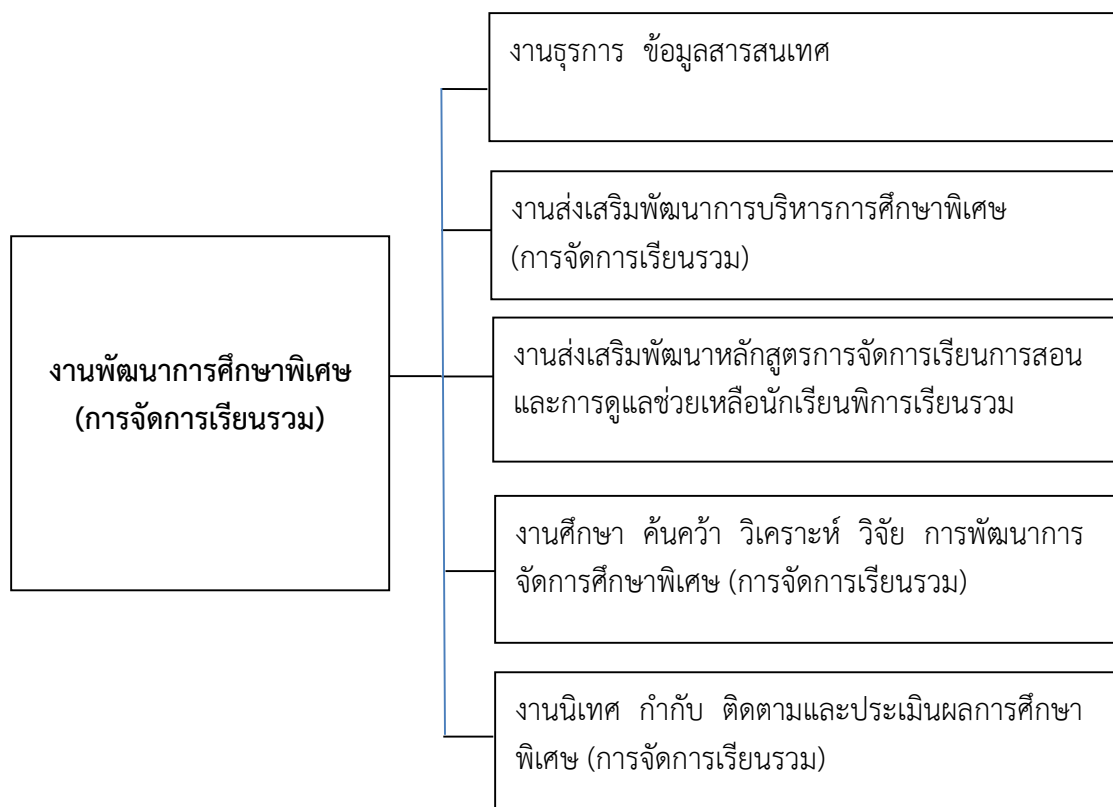 งานธุรการ ข้อมูลสารสนเทศ
งานส่งเสริมพัฒนาการบริหารการศึกษาพิเศษ
(การจัดการเรียนรวม)
งานพัฒนาการศึกษาพิเศษ
(การจัดการเรียนรวม)
งานส่งเสริมพัฒนาหลักสูตรการจัดการเรียนการสอน
และการดูแลช่วยเหลือนักเรียนพิการเรียนรวม
งานศึกษา ค้นคว้า วิเคราะห์ วิจัย การพัฒนาการ
จัดการศึกษาพิเศษ (การจัดการเรียนรวม)
งานนิเทศ กำกับ ติดตามและประเมินผลการศึกษา
พิเศษ (การจัดการเรียนรวม)